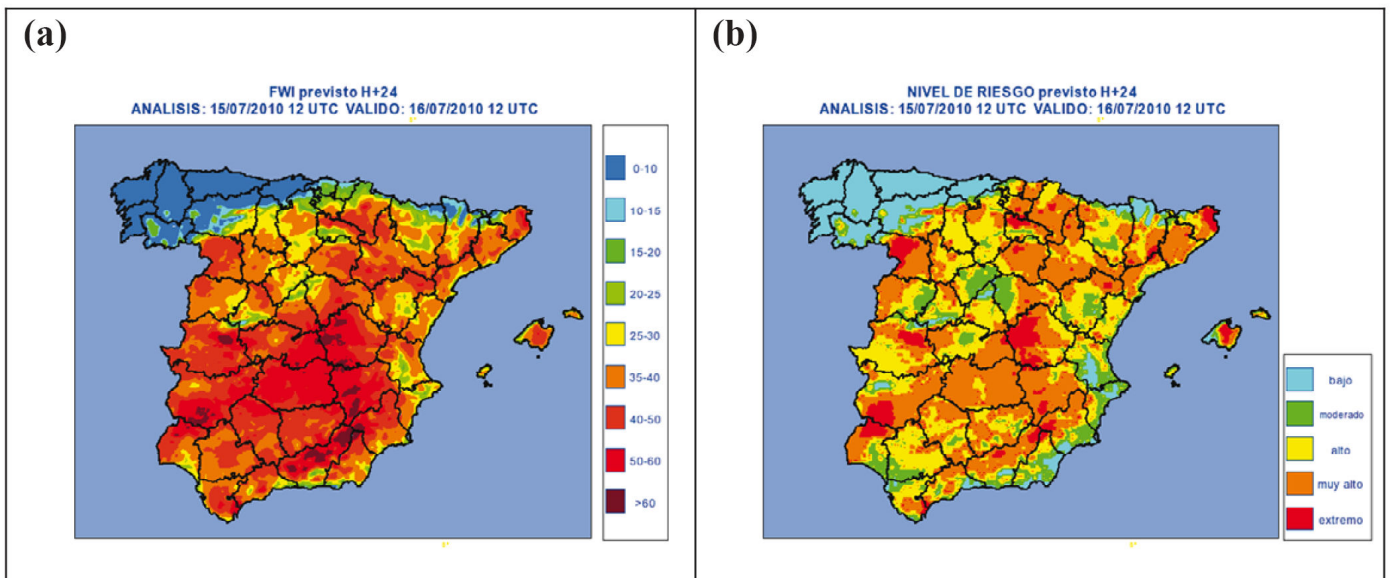 (a)
FWI previsto H+24
ANALISIS: 15/07/2010 12 UTC VALIDO: 16/07/2010 12 UTC
0-10
10-15
15-20
20-25
25-30
35-40
40-50
50-60
>60
(b)
NIVEL DE RIESGO previsto H+24
ANALISIS: 15/07/2010 12 UTC VALIDO: 16/07/2010 12 UTC
bajo
moderado
alto
muy alto
extremo